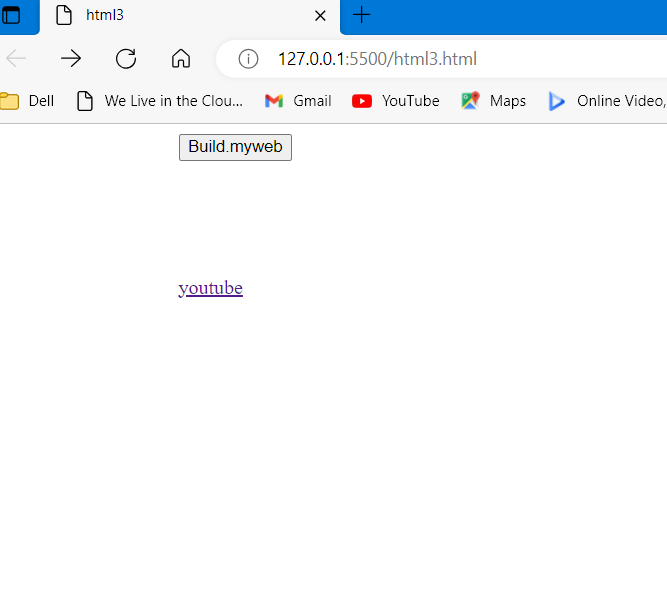 html3
127.0.0.1:5500/html3.html
Dell We Live in the Clou... Gmail YouTube Maps Online Video,
Build.myweb
youtube